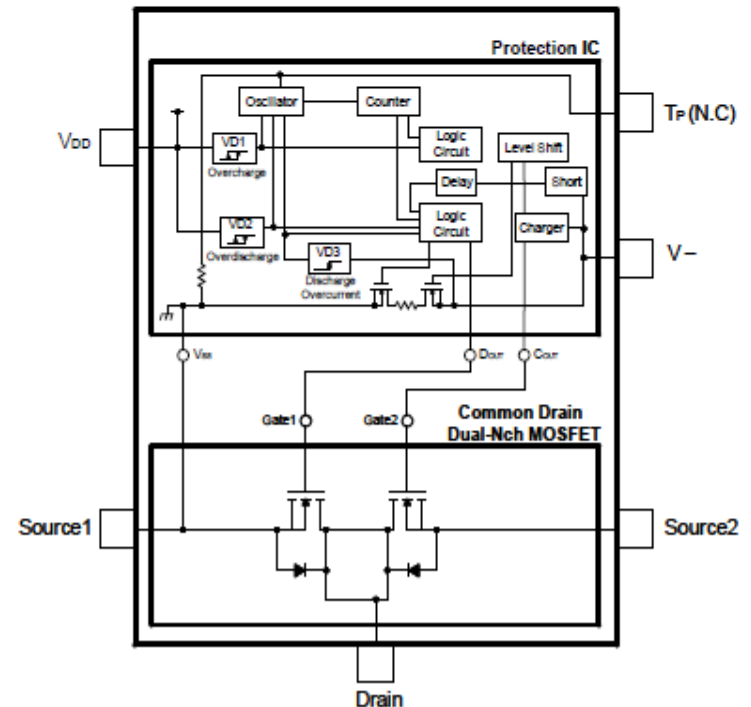 Protection IC
Oscillator
Counter
TP (N.C)
VDD
VD1
Overcharge
Logic
Circuit
Level Shift
Delay
Short
VD2
Overdischarge
Logic
Circuit
Charger
VD3
Discharge
Overcurrent
V−
VSS
DOUT
COUT
Gate1
Gate2
Common Drain
Dual-Nch MOSFET
Source1
Source2
Drain